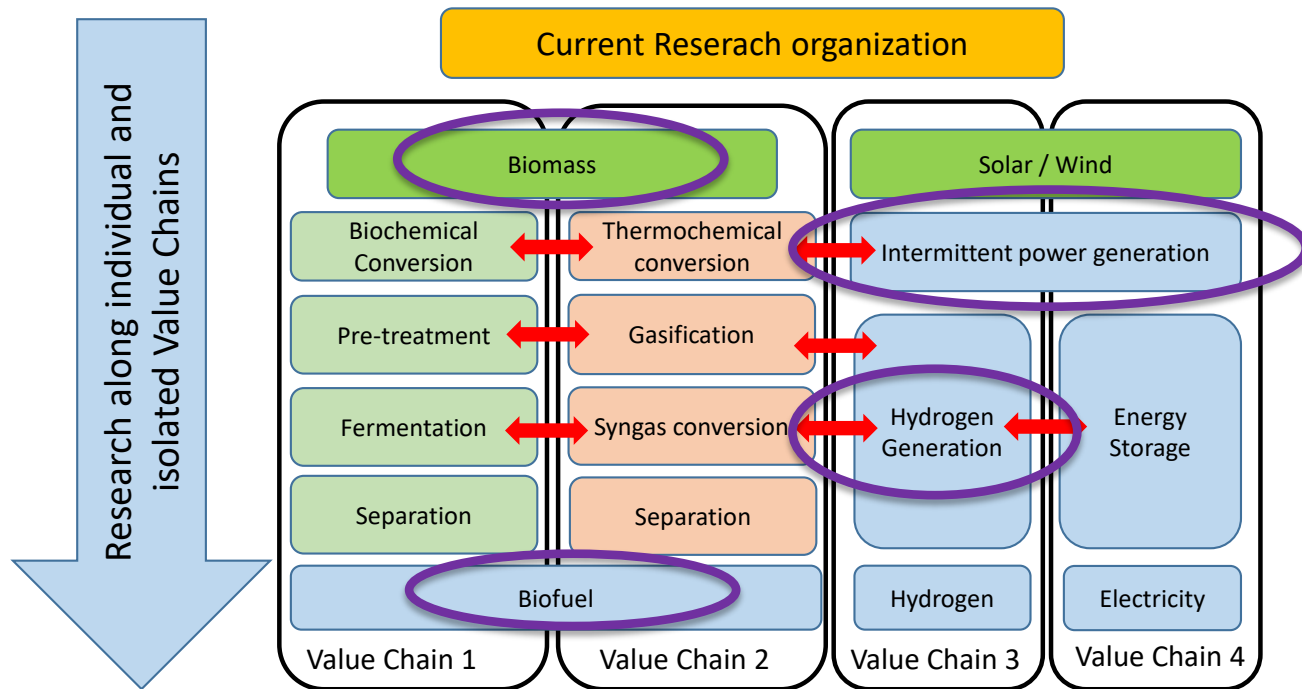 Current Reserach organization
Research along individual and
isolated Value Chains
Biomass
Solar / Wind
Biochemical
Conversion
Thermochemical
conversion
Intermittent power generation
Pre-treatment
Gasification
Fermentation
Syngas conversion
Hydrogen
Generation
Energy
Storage
Separation
Separation
Biofuel
Hydrogen
Electricity
Value Chain 1
Value Chain 2
Value Chain 3
Value Chain 4